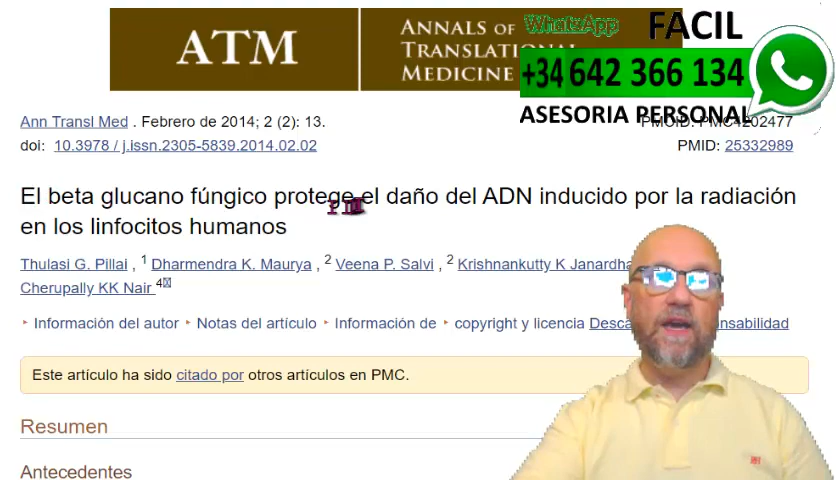 ATM
ANNALS OF
TRANSLATIONAL
MEDICINE
WhatzApp FACIL
+34 642 366 134
ASESORIA PERSONAL
Ann Transl Med . Febrero de 2014; 2 (2): 13.
PMCID: PMC4202477
doi: 10.3978 / j.issn.2305-5839.2014.02.02
PMID: 25332989
El beta glucano fúngico protege el daño del ADN inducido por la radiación
en los linfocitos humanos
Thulasi G. Pillai , 1 Dharmendra K. Maurya , 2 Veena P. Salvi , 2 Krishnankutty K Janardha
Cherupally KK Nair 4
Información del autor Notas del artículo Información de copyright y licencia
Este artículo ha sido citado por otros artículos en PMC.
Resumen
Antecedentes